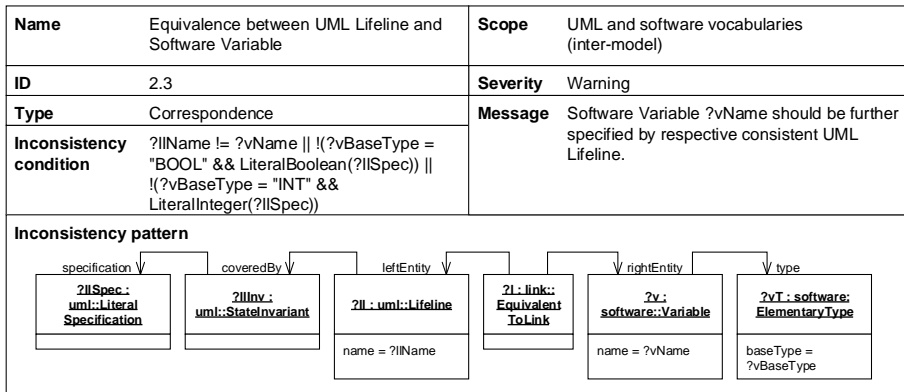 Name Equivalence between UML Lifeline and
Software Variable
Scope UML and software vocabularies
(inter-model)
ID 2.3
Severity Warning
Type Correspondence
Message Software Variable ?vName should be further
specified by respective consistent UML
Lifeline.
Inconsistency
condition
?llName != ?vName || !(?vBaseType =
"BOOL" && LiteralBoolean(?llSpec)) ||
!(?vBaseType = "INT" &&
LiteralInteger(?llSpec))
Inconsistency pattern
specification coveredBy leftEntity rightEntity type
?llSpec :
uml::Literal
Specification
?llInv :
uml::StateInvariant
?ll : uml::Lifeline
name = ?llName
?l : link::
Equivalent
ToLink
?v :
software::Variable
name = ?vName
?vT : software:
ElementaryType
baseType =
?vBaseType